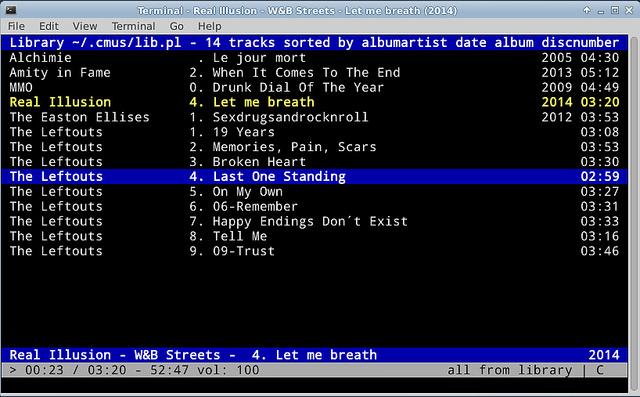 Terminal - Real Illusion - W&B Streets - Let me breath (2014)
File Edit View Terminal Go Help
Library ~/.cmus/lib.pl - 14 tracks sorted by albumartist date album discnumber
Alchimie . Le jour mort 2005 04:30
Amity in Fame 2. When It Comes To The End 2013 05:12
MMO 0. Drunk Dial Of The Year 2009 04:49
Real Illusion 4. Let me breath 2014 03:20
The Easton Ellises 1. Sexdrugsandrocknroll 2012 03:53
The Leftouts 1. 19 Years 03:08
The Leftouts 2. Memories, Pain, Scars 03:53
The Leftouts 3. Broken Heart 03:30
The Leftouts 4. Last One Standing 02:59
The Leftouts 5. On My Own 03:27
The Leftouts 6. 06-Remember 03:31
The Leftouts 7. Happy Endings Don´t Exist 03:33
The Leftouts 8. Tell Me 03:16
The Leftouts 9. 09-Trust 03:46
Real Illusion - W&B Streets - 4. Let me breath 2014
> 00:23 / 03:20 - 52:47 vol: 100 all from library | C